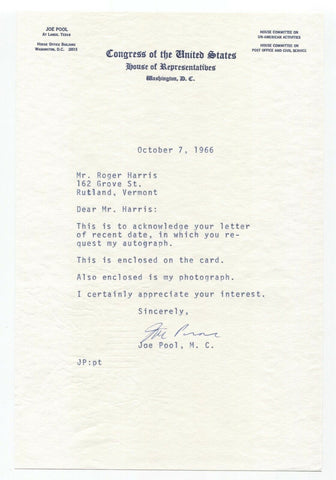 JOE POOL
AT LARGE, TEXAS
HOUSE OFFICE BUILDING
WASHINGTON, D.C. 20515
HOUSE COMMITTEE ON
UN-AMERICAN ACTIVITIES
HOUSE COMMITTEE ON
POST OFFICE AND CIVIL SERVICE
Congress of the United States
House of Representatives
Washington, D. C.
October 7, 1966
Mr. Roger Harris
162 Grove St.
Rutland, Vermont
Dear Mr. Harris:
This is to acknowledge your letter
of recent date, in which you re-
quest my autograph.
This is enclosed on the card.
Also enclosed is my photograph.
I certainly appreciate your interest.
Sincerely,
Joe Pool
Joe Pool, M. C.
JP:pt